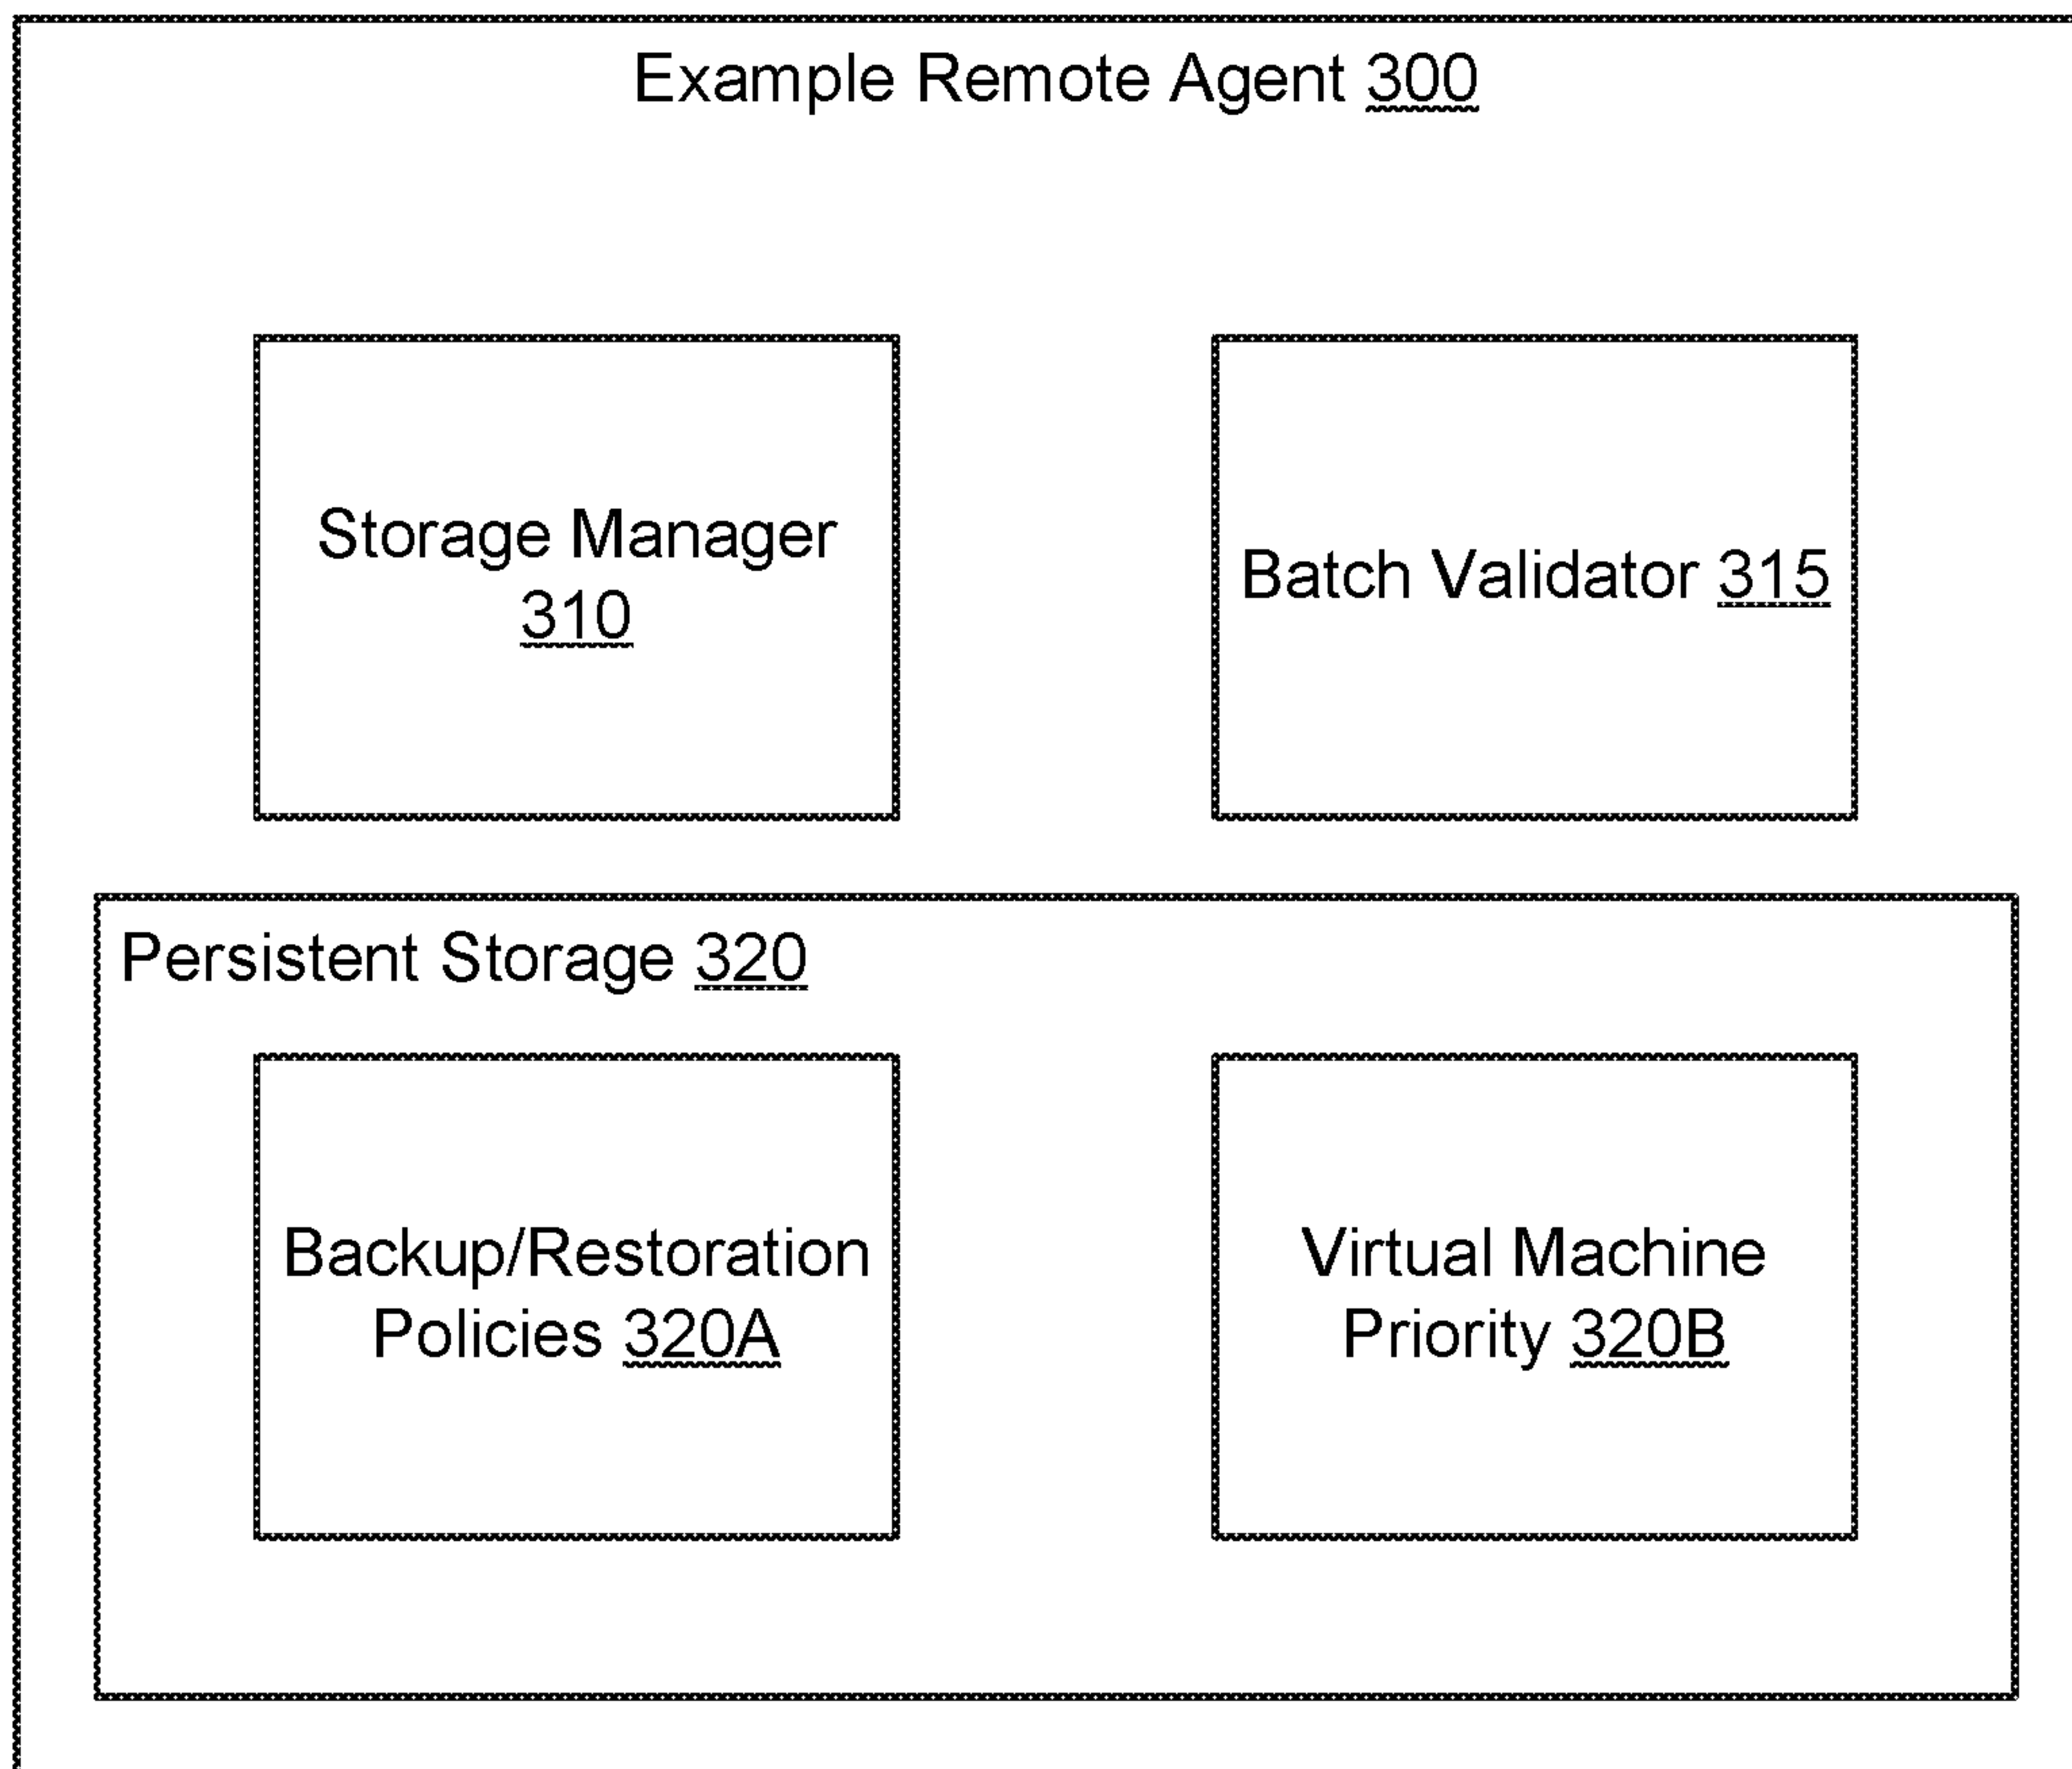 Example Remote Agent 300
Storage Manager
310
Batch Validator 315
Persistent Storage 320
Backup/Restoration
Policies 320A
Virtual Machine
Priority 320B